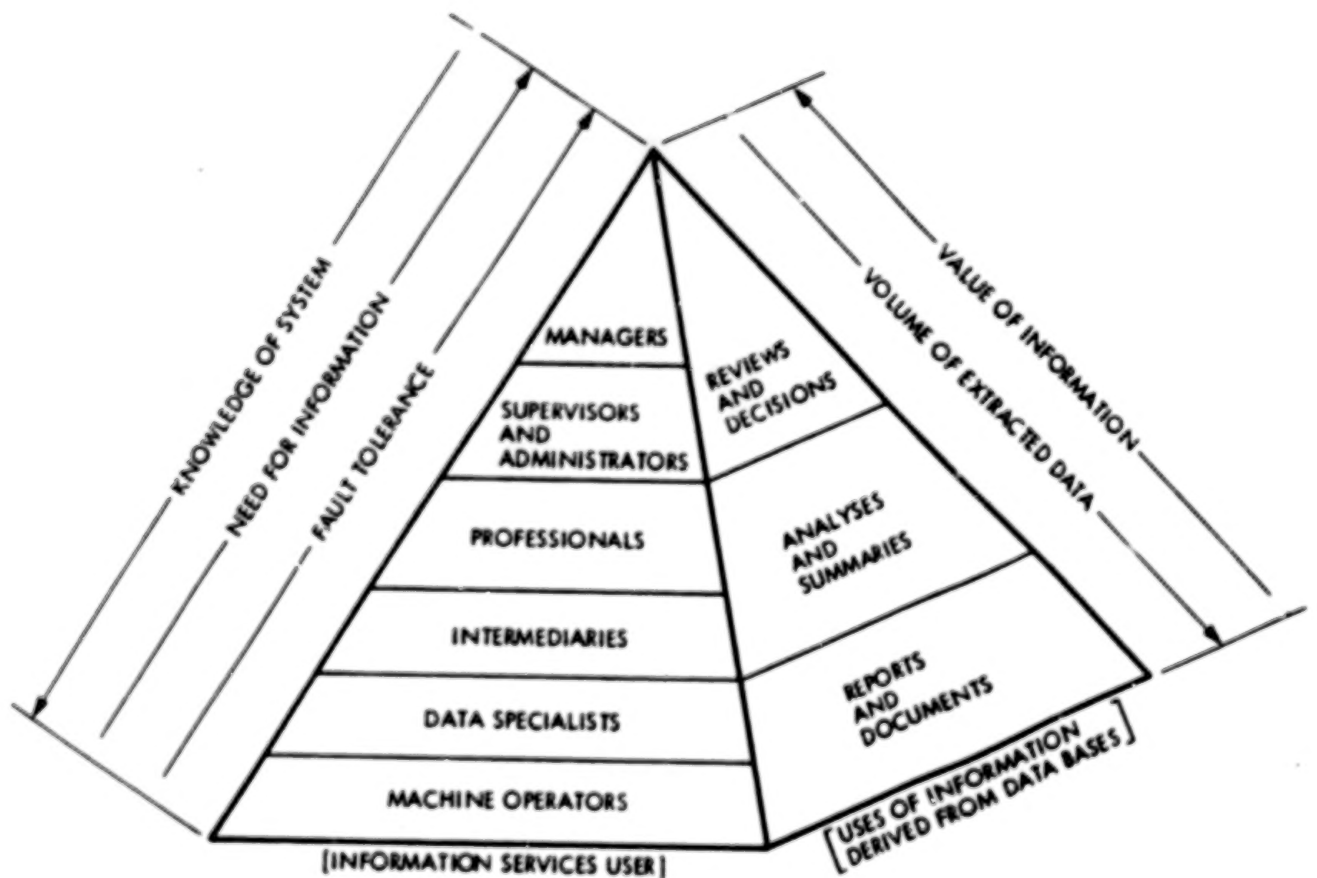 KNOWLEDGE OF SYSTEM
NEED FOR INFORMATION
FAULT TOLERANCE
VALUE OF INFORMATION
VOLUME OF EXTRACTED DATA
MANAGERS
SUPERVISORS
AND
ADMINISTRATORS
PROFESSIONALS
INTERMEDIARIES
DATA SPECIALISTS
MACHINE OPERATORS
[INFORMATION SERVICES USER]
REVIEWS
AND
DECISIONS
ANALYSES
AND
SUMMARIES
REPORTS
AND
DOCUMENTS
[USES OF INFORMATION
DERIVED FROM DATA BASES]